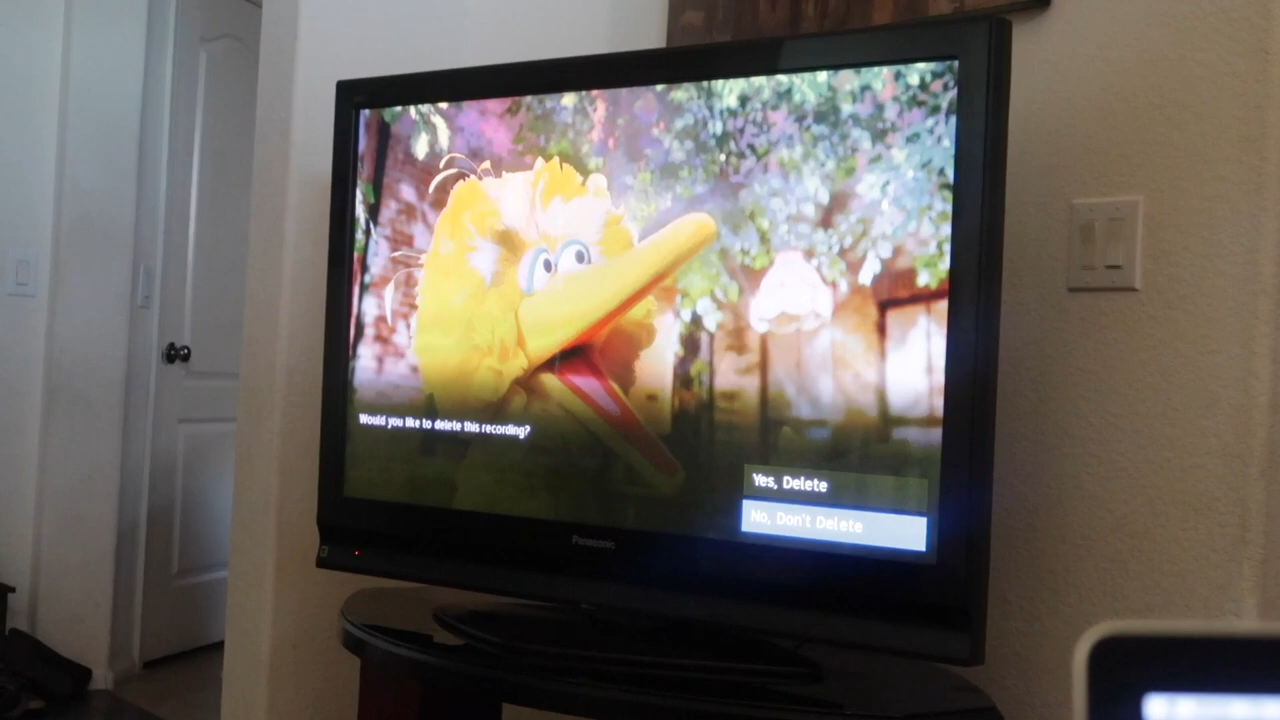 Would you like to delete this recording?
Yes, Delete
No, Don't Delete
Panasonic